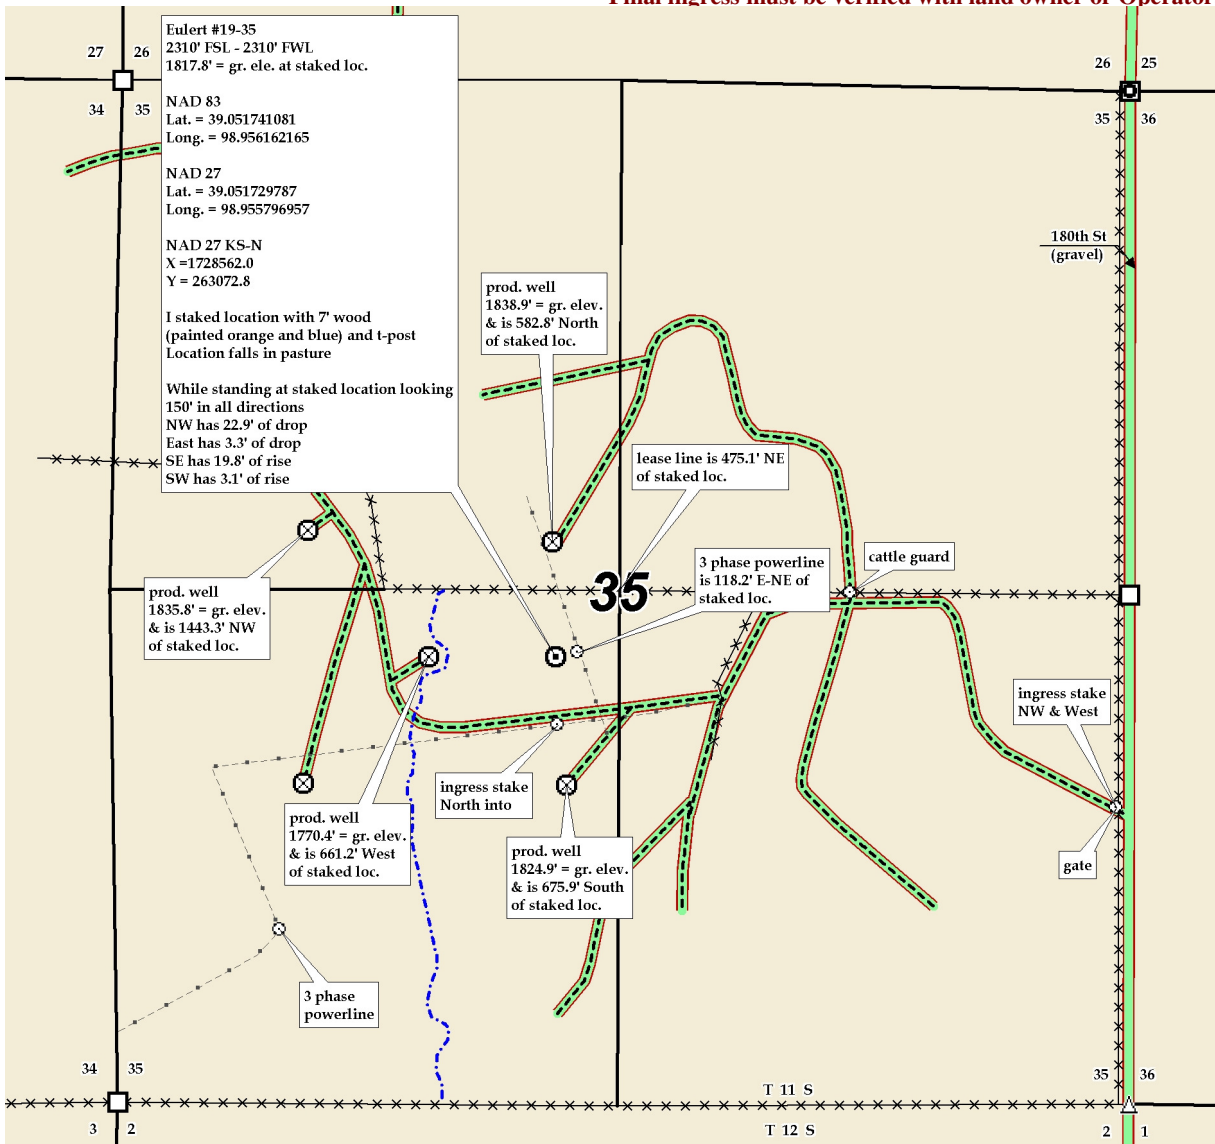 Final ingress must be verified with land owner or Operator
Eulert #19-35
2310' FSL - 2310' FWL
1817.8' = gr. ele. at staked loc.
NAD 83
Lat. = 39.051741081
Long. = 98.956162165
NAD 27
Lat. = 39.051729787
Long. = 98.955796957
NAD 27 KS-N
X =1728562.0
Y = 263072.8
I staked location with 7' wood
(painted orange and blue) and t-post
Location falls in pasture
While standing at staked location looking
150' in all directions
NW has 22.9' of drop
East has 3.3' of drop
SE has 19.8' of rise
SW has 3.1' of rise
27 26
34 35
26 25
35 36
180th St
(gravel)
prod. well
1838.9' = gr. elev.
& is 582.8' North
of staked loc.
lease line is 475.1' NE
of staked loc.
3 phase powerline
is 118.2' E-NE of
staked loc.
cattle guard
35
prod. well
1835.8' = gr. elev.
& is 1443.3' NW
of staked loc.
ingress stake
NW & West
ingress stake
North into
prod. well
1770.4' = gr. elev.
& is 661.2' West
of staked loc.
prod. well
1824.9' = gr. elev.
& is 675.9' South
of staked loc.
gate
3 phase
powerline
34 35
3 2
35 36
2 1
T 11 S
T 12 S